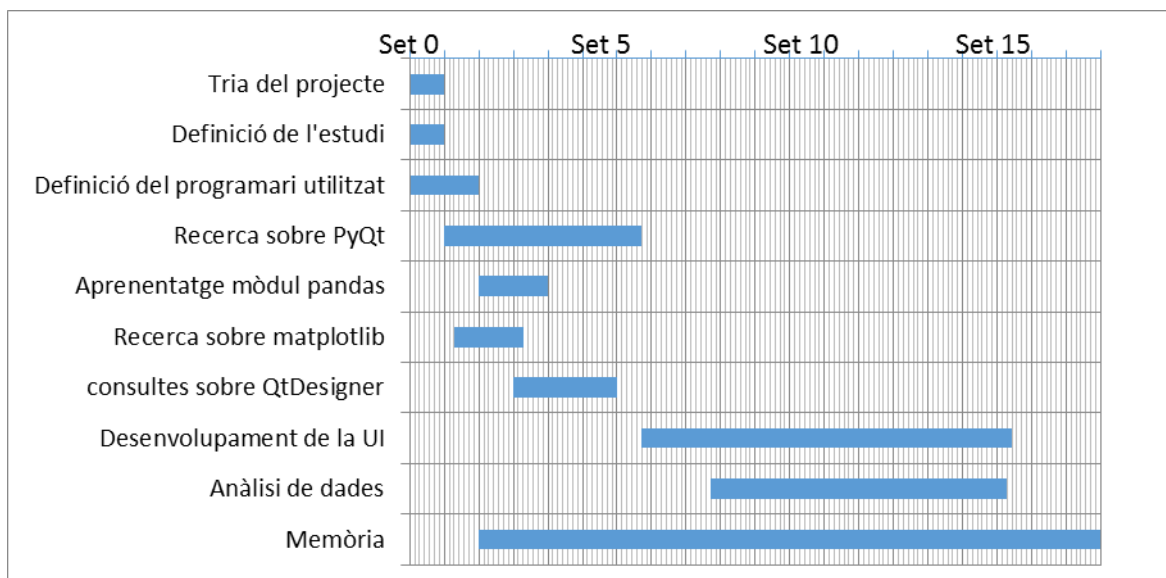 Set 0 Set 5 Set 10 Set 15
Tria del projecte
Definició de l'estudi
Definició del programari utilitzat
Recerca sobre PyQt
Aprenentatge mòdul pandas
Recerca sobre matplotlib
consultes sobre QtDesigner
Desenvolupament de la UI
Anàlisi de dades
Memòria